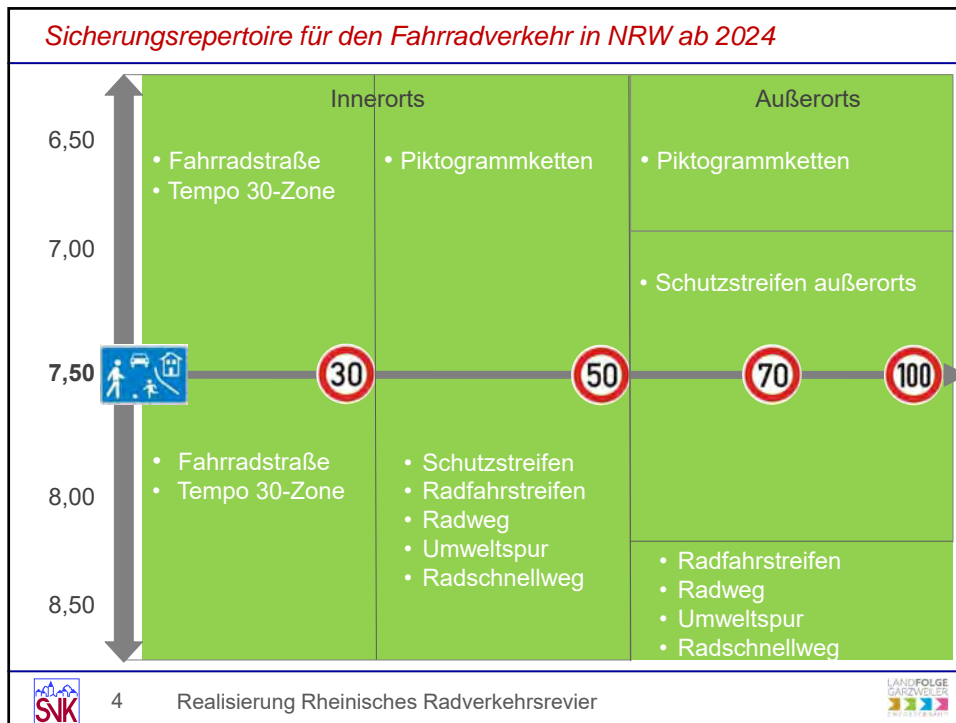 Sicherungsrepertoire für den Fahrradverkehr in NRW ab 2024
Innerorts
Außerorts
6,50
7,00
7,50
8,00
8,50
• Fahrradstraße
• Tempo 30-Zone
• Piktogrammketten
• Piktogrammketten
• Schutzstreifen außerorts
30
50
70
100
• Fahrradstraße
• Tempo 30-Zone
• Schutzstreifen
• Radfahrstreifen
• Radweg
• Umweltspur
• Radschnellweg
• Radfahrstreifen
• Radweg
• Umweltspur
• Radschnellweg
SVK
4
Realisierung Rheinisches Radverkehrsrevier
LANDFOLGE
GARZWEILER